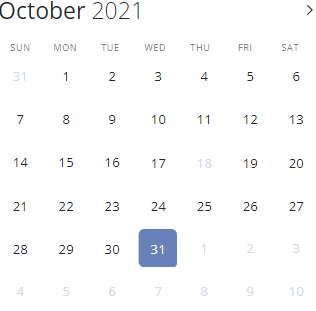 October 2021
SUN MON TUE WED THU FRI SAT
31 1 2 3 4 5 6
7 8 9 10 11 12 13
14 15 16 17 18 19 20
21 22 23 24 25 26 27
28 29 30 31 1 2 3
4 5 6 7 8 9 10